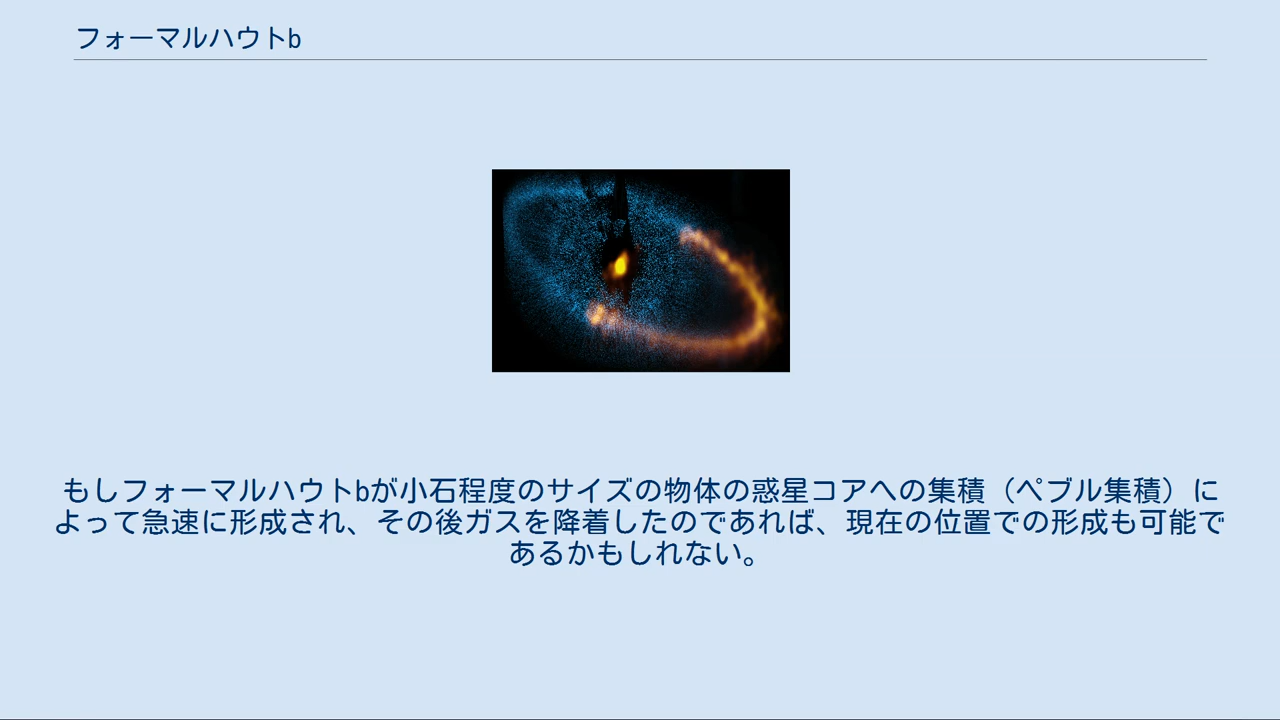 フォーマルハウトb
もしフォーマルハウトbが小石程度のサイズの物体の惑星コアへの集積（ペブル集積）に
よって急速に形成され、その後ガスを降着したのであれば、現在の位置での形成も可能で
あるかもしれない。